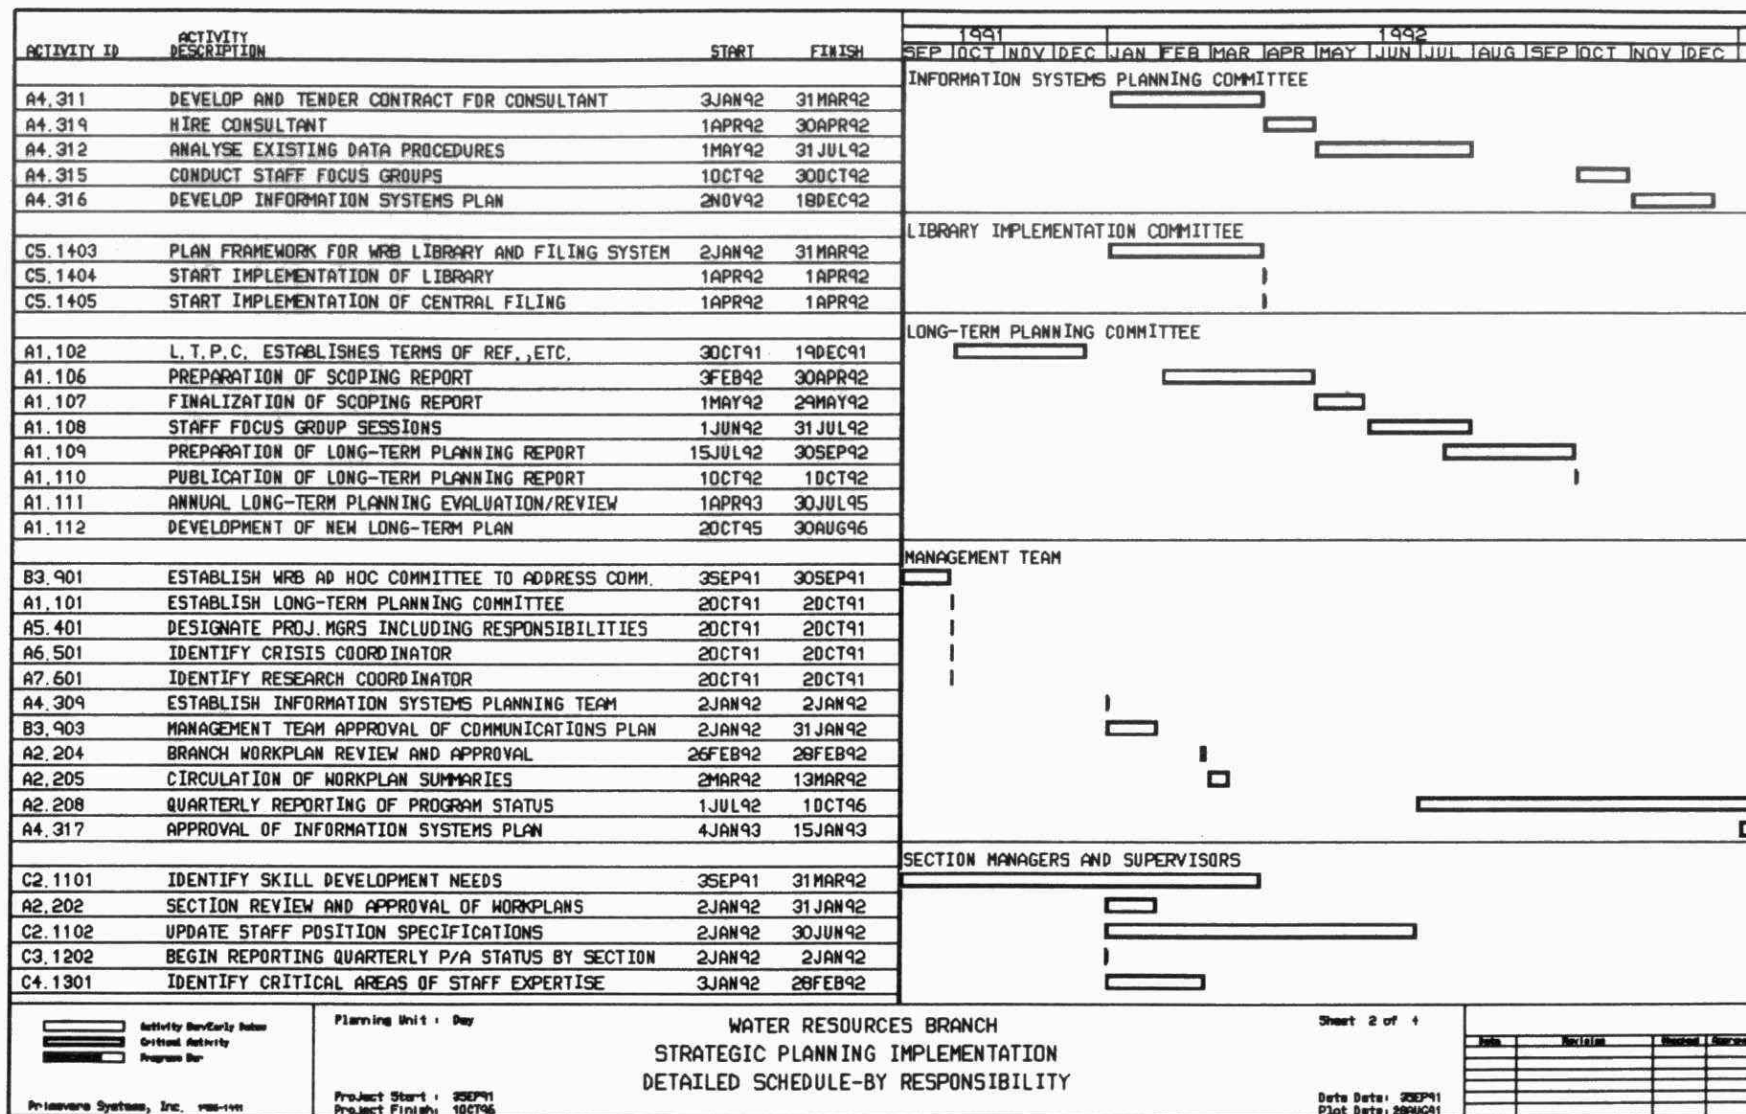 1991 1992
ACTIVITY ID ACTIVITY DESCRIPTION START FINISH SEP OCT NOV DEC JAN FEB MAR APR MAY JUN JUL AUG SEP OCT NOV DEC
INFORMATION SYSTEMS PLANNING COMMITTEE
A4.311 DEVELOP AND TENDER CONTRACT FOR CONSULTANT 3JAN92 31MAR92
A4.319 HIRE CONSULTANT 1APR92 30APR92
A4.312 ANALYSE EXISTING DATA PROCEDURES 1MAY92 31JUL92
A4.315 CONDUCT STAFF FOCUS GROUPS 1OCT92 30OCT92
A4.316 DEVELOP INFORMATION SYSTEMS PLAN 2NOV92 18DEC92
LIBRARY IMPLEMENTATION COMMITTEE
C5.1403 PLAN FRAMEWORK FOR WRB LIBRARY AND FILING SYSTEM 2JAN92 31MAR92
C5.1404 START IMPLEMENTATION OF LIBRARY 1APR92 1APR92
C5.1405 START IMPLEMENTATION OF CENTRAL FILING 1APR92 1APR92
LONG-TERM PLANNING COMMITTEE
A1.102 L.T.P.C. ESTABLISHES TERMS OF REF.,ETC. 3OCT91 19DEC91
A1.106 PREPARATION OF SCOPING REPORT 3FEB92 30APR92
A1.107 FINALIZATION OF SCOPING REPORT 1MAY92 29MAY92
A1.108 STAFF FOCUS GROUP SESSIONS 1JUN92 31JUL92
A1.109 PREPARATION OF LONG-TERM PLANNING REPORT 15JUL92 30SEP92
A1.110 PUBLICATION OF LONG-TERM PLANNING REPORT 1OCT92 1OCT92
A1.111 ANNUAL LONG-TERM PLANNING EVALUATION/REVIEW 1APR93 30JUL95
A1.112 DEVELOPMENT OF NEW LONG-TERM PLAN 2OCT95 30AUG96
MANAGEMENT TEAM
B3.901 ESTABLISH WRB AD HOC COMMITTEE TO ADDRESS COMM. 3SEP91 30SEP91
A1.101 ESTABLISH LONG-TERM PLANNING COMMITTEE 2OCT91 2OCT91
A5.401 DESIGNATE PROJ.MGRS INCLUDING RESPONSIBILITIES 2OCT91 2OCT91
A6.501 IDENTIFY CRISIS COORDINATOR 2OCT91 2OCT91
A7.601 IDENTIFY RESEARCH COORDINATOR 2OCT91 2OCT91
A4.309 ESTABLISH INFORMATION SYSTEMS PLANNING TEAM 2JAN92 2JAN92
B3.903 MANAGEMENT TEAM APPROVAL OF COMMUNICATIONS PLAN 2JAN92 31JAN92
A2.204 BRANCH WORKPLAN REVIEW AND APPROVAL 26FEB92 28FEB92
A2.205 CIRCULATION OF WORKPLAN SUMMARIES 2MAR92 13MAR92
A2.208 QUARTERLY REPORTING OF PROGRAM STATUS 1JUL92 1OCT96
A4.317 APPROVAL OF INFORMATION SYSTEMS PLAN 4JAN93 15JAN93
SECTION MANAGERS AND SUPERVISORS
C2.1101 IDENTIFY SKILL DEVELOPMENT NEEDS 3SEP91 31MAR92
A2.202 SECTION REVIEW AND APPROVAL OF WORKPLANS 2JAN92 31JAN92
C2.1102 UPDATE STAFF POSITION SPECIFICATIONS 2JAN92 30JUN92
C3.1202 BEGIN REPORTING QUARTERLY P/A STATUS BY SECTION 2JAN92 2JAN92
C4.1301 IDENTIFY CRITICAL AREAS OF STAFF EXPERTISE 3JAN92 28FEB92
Activity Bar/Early Dates
Critical Activity
Progress Bar
Primavera Systems, Inc.
Planning Unit : Day
Project Start : 3SEP91
Project Finish: 1OCT96
WATER RESOURCES BRANCH
STRATEGIC PLANNING IMPLEMENTATION
DETAILED SCHEDULE-BY RESPONSIBILITY
Sheet 2 of 4
Data Date: 3SEP91
Plot Date: 28AUG91
Date Revision Checked